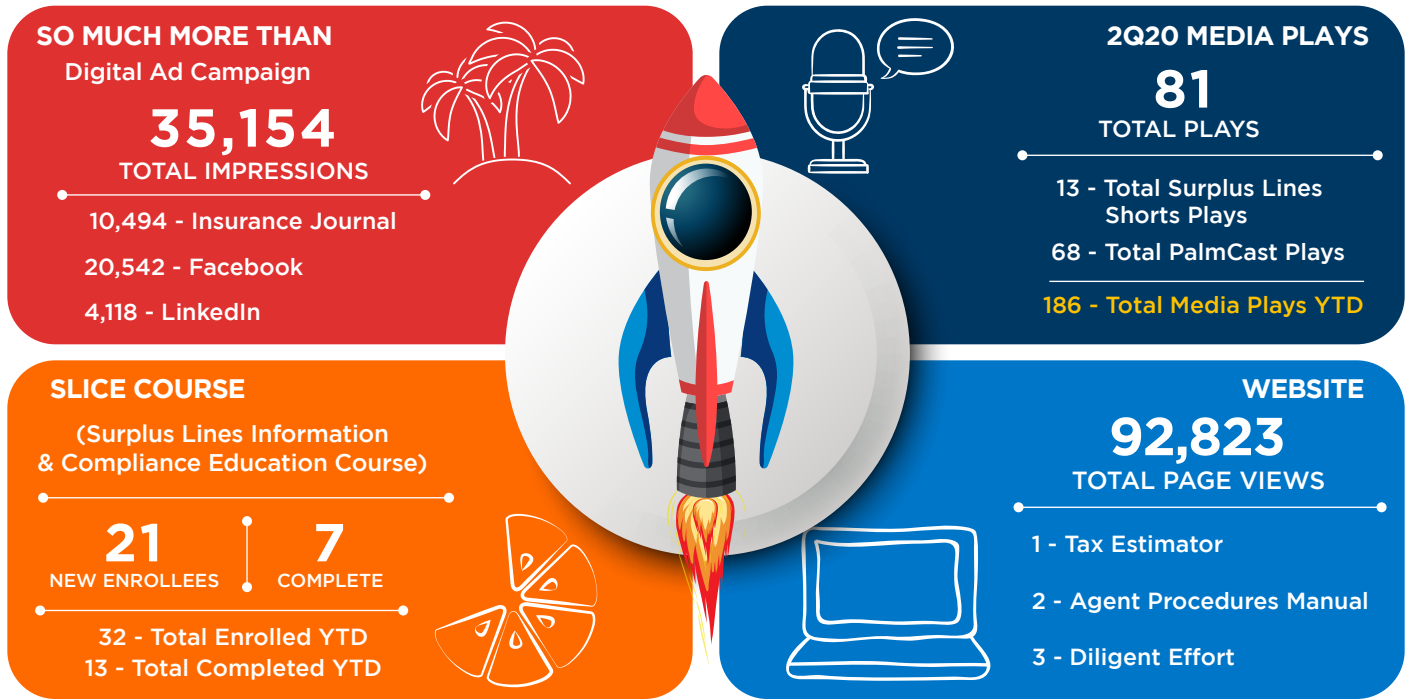 SO MUCH MORE THAN
Digital Ad Campaign
35,154
TOTAL IMPRESSIONS
10,494 - Insurance Journal
20,542 - Facebook
4,118 - LinkedIn
2Q20 MEDIA PLAYS
81
TOTAL PLAYS
13 - Total Surplus Lines
Shorts Plays
68 - Total PalmCast Plays
186 - Total Media Plays YTD
SLICE COURSE
(Surplus Lines Information
& Compliance Education Course)
21
NEW ENROLLEES
7
COMPLETE
32 - Total Enrolled YTD
13 - Total Completed YTD
WEBSITE
92,823
TOTAL PAGE VIEWS
1 - Tax Estimator
2 - Agent Procedures Manual
3 - Diligent Effort